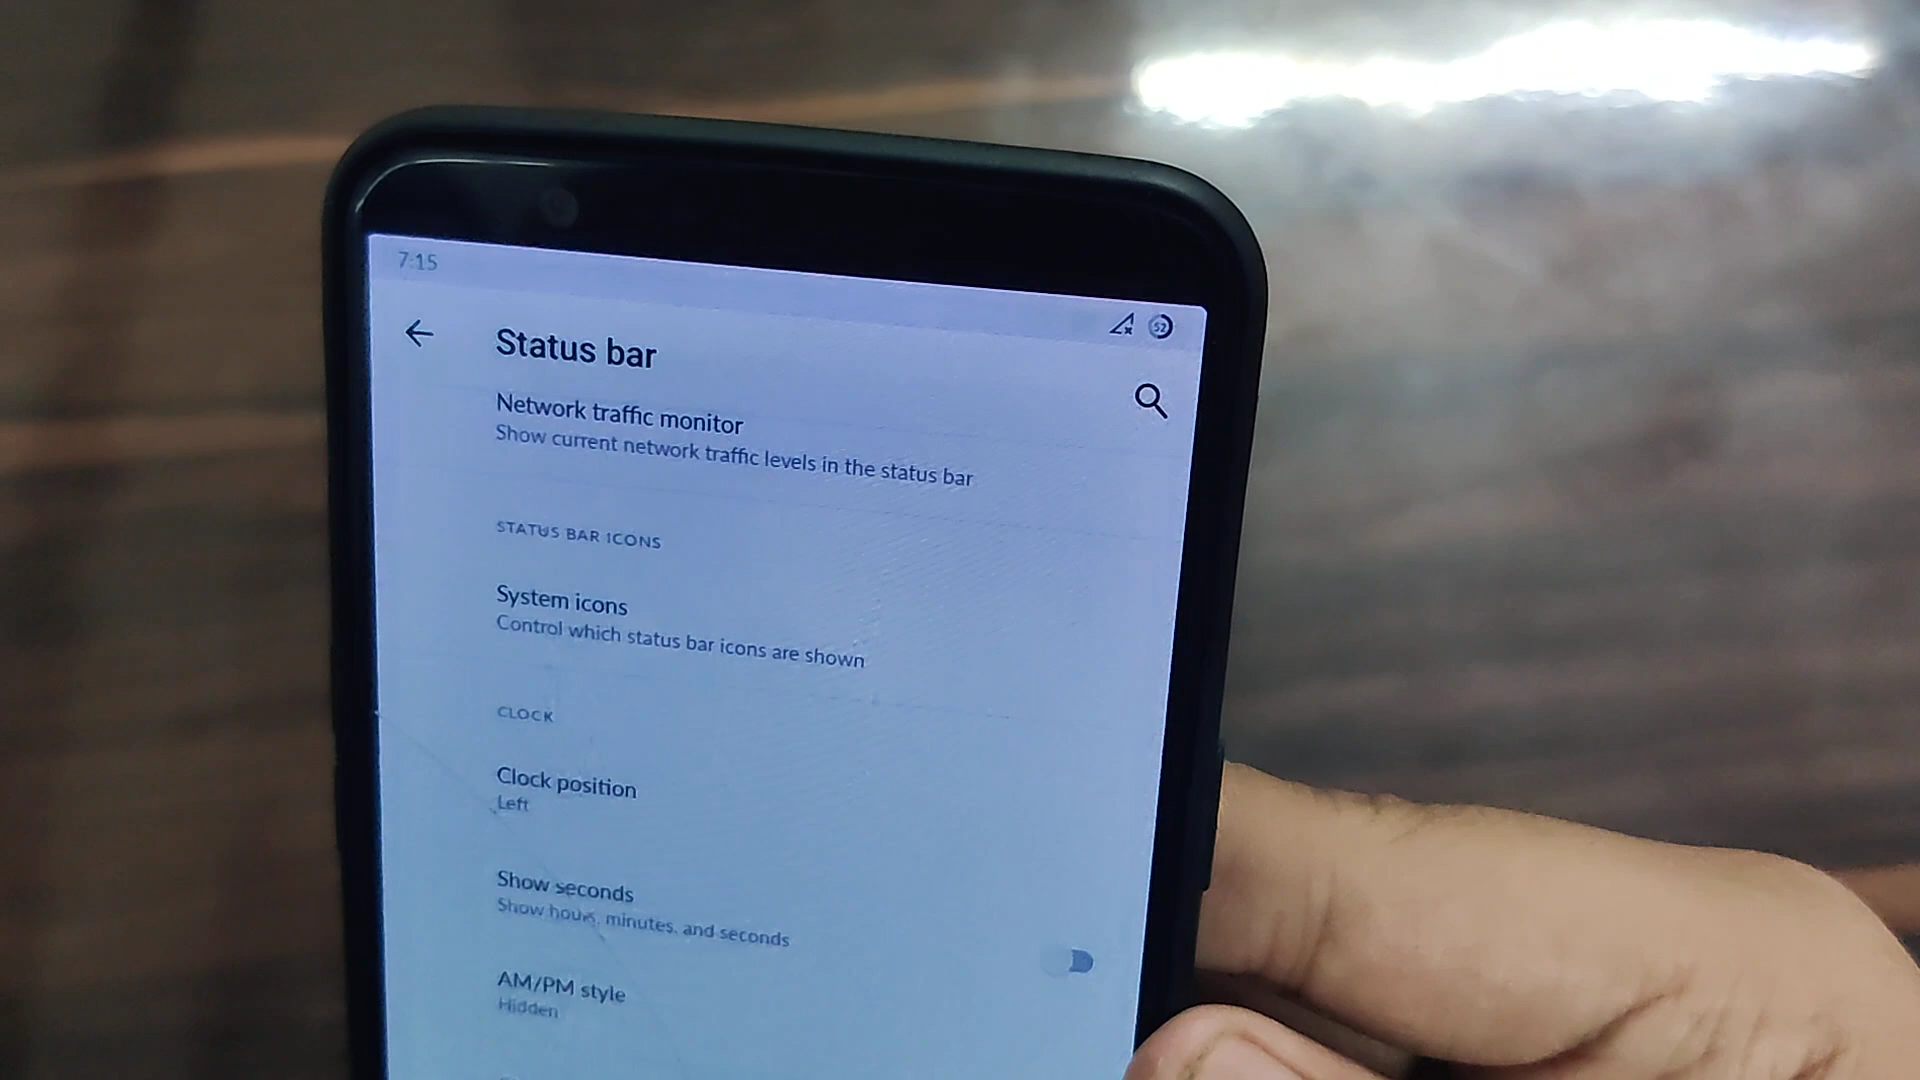 7:15
52
Status bar
Network traffic monitor
Show current network traffic levels in the status bar
STATUS BAR ICONS
System icons
Control which status bar icons are shown
CLOCK
Clock position
Left
Show seconds
Show hours, minutes, and seconds
AM/PM style
Hidden